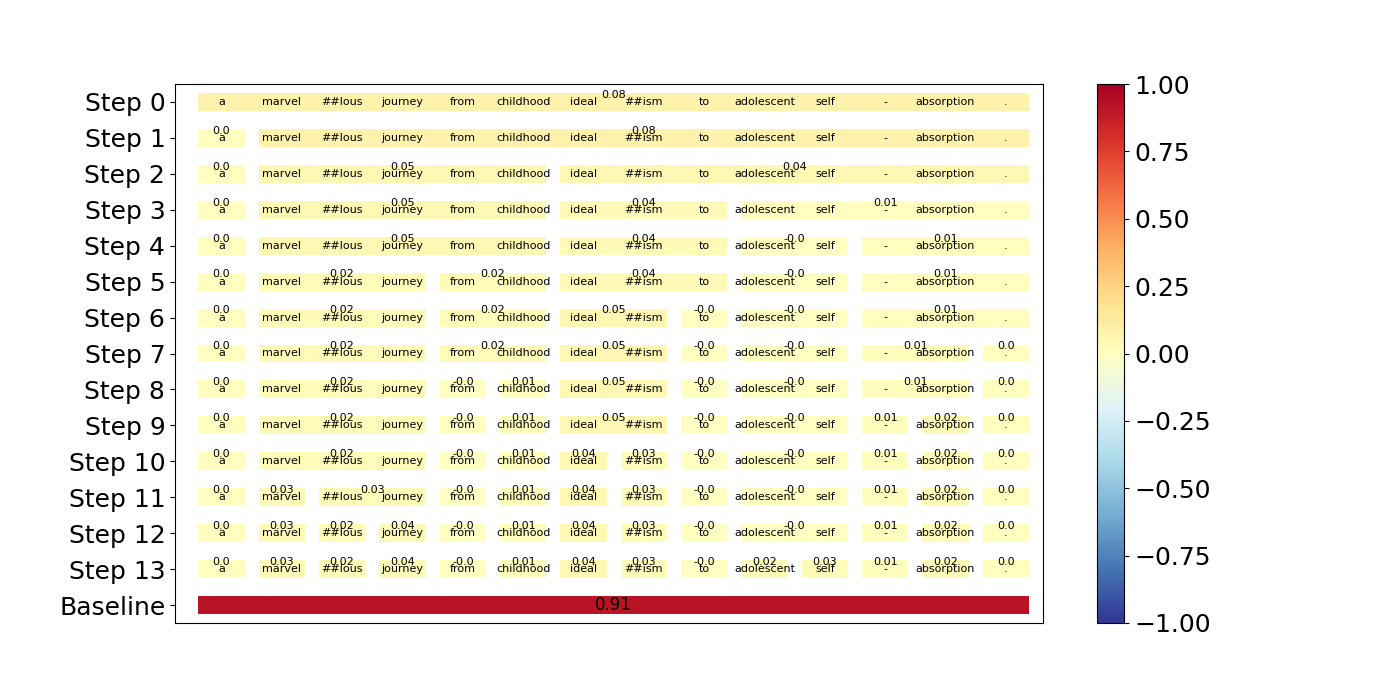 0.08
Step 0 a marvel ##lous journey from childhood ideal ##ism to adolescent self - absorption .
0.0 0.08
Step 1 a marvel ##lous journey from childhood ideal ##ism to adolescent self - absorption .
0.0 0.05 0.04
Step 2 a marvel ##lous journey from childhood ideal ##ism to adolescent self - absorption .
0.0 0.05 0.04 0.01
Step 3 a marvel ##lous journey from childhood ideal ##ism to adolescent self - absorption .
0.0 0.05 0.04 -0.0 0.01
Step 4 a marvel ##lous journey from childhood ideal ##ism to adolescent self - absorption .
0.0 0.02 0.02 0.04 -0.0 0.01
Step 5 a marvel ##lous journey from childhood ideal ##ism to adolescent self - absorption .
0.0 0.02 0.02 0.05 -0.0 -0.0 0.01
Step 6 a marvel ##lous journey from childhood ideal ##ism to adolescent self - absorption .
0.0 0.02 0.02 0.05 -0.0 -0.0 0.01 0.0
Step 7 a marvel ##lous journey from childhood ideal ##ism to adolescent self - absorption .
0.0 0.02 -0.0 0.01 0.05 -0.0 -0.0 0.01 0.0
Step 8 a marvel ##lous journey from childhood ideal ##ism to adolescent self - absorption .
0.0 0.02 -0.0 0.01 0.05 -0.0 -0.0 0.01 0.02 0.0
Step 9 a marvel ##lous journey from childhood ideal ##ism to adolescent self - absorption .
0.0 0.02 -0.0 0.01 0.04 0.03 -0.0 -0.0 0.01 0.02 0.0
Step 10 a marvel ##lous journey from childhood ideal ##ism to adolescent self - absorption .
0.0 0.03 0.03 -0.0 0.01 0.04 0.03 -0.0 -0.0 0.01 0.02 0.0
Step 11 a marvel ##lous journey from childhood ideal ##ism to adolescent self - absorption .
0.0 0.03 0.02 0.04 -0.0 0.01 0.04 0.03 -0.0 -0.0 0.01 0.02 0.0
Step 12 a marvel ##lous journey from childhood ideal ##ism to adolescent self - absorption .
0.0 0.03 0.02 0.04 -0.0 0.01 0.04 0.03 -0.0 0.02 0.03 0.01 0.02 0.0
Step 13 a marvel ##lous journey from childhood ideal ##ism to adolescent self - absorption .
Baseline 0.91
1.00
0.75
0.50
0.25
0.00
−0.25
−0.50
−0.75
−1.00